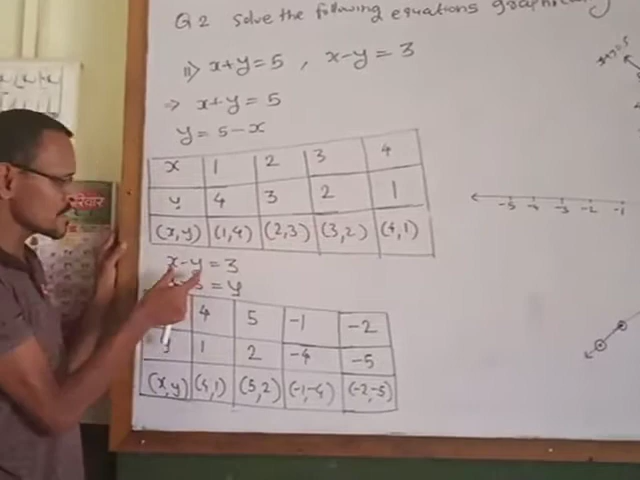 Q 2 Solve the following equations graphically
ii) x+y=5 , x-y=3
⇒ x+y=5
y=5-x
x 1 2 3 4
y 4 3 2 1
(x,y) (1,4) (2,3) (3,2) (4,1)
x-y=3
3 = y
4 5 -1 -2
y 1 2 -4 -5
(x,y) (4,1) (5,2) (-1,-4) (-2,-5)
x+y=5
-5 -4 -3 -2 -1